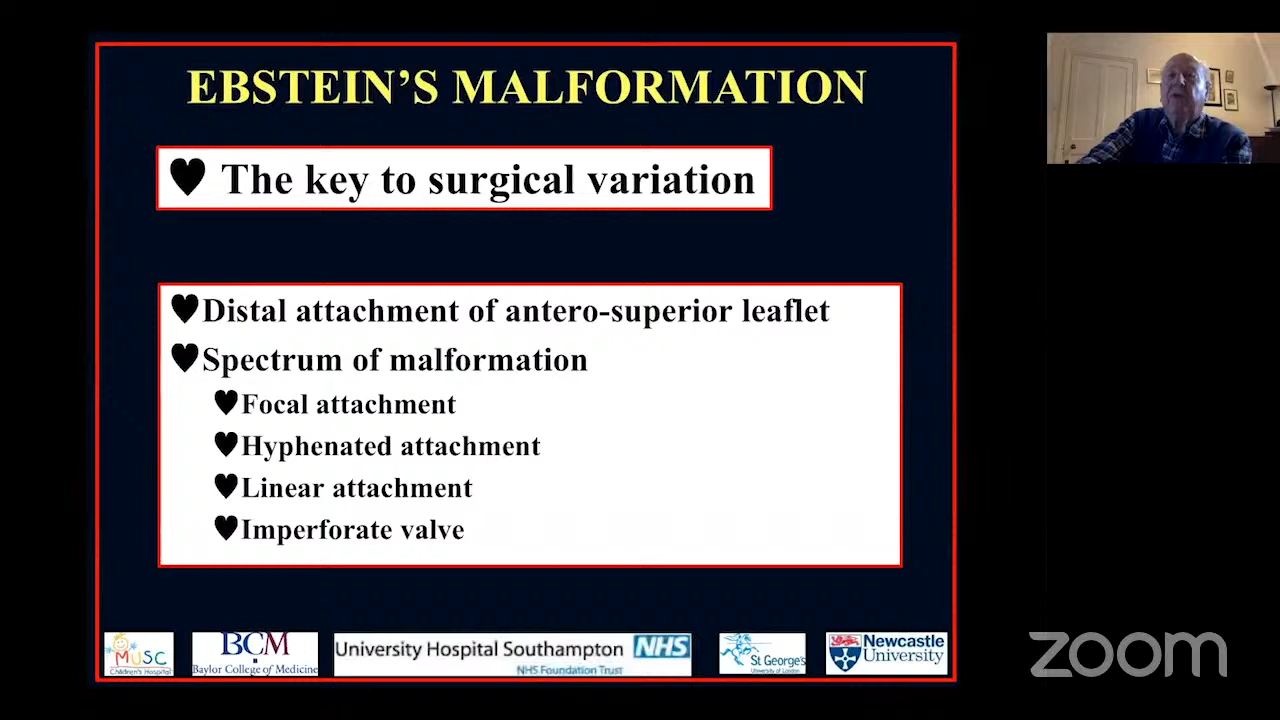 EBSTEIN'S MALFORMATION
The key to surgical variation
Distal attachment of antero-superior leaflet
Spectrum of malformation
Focal attachment
Hyphenated attachment
Linear attachment
Imperforate valve
MUSC
Children's Hospital
BCM
Baylor College of Medicine
University Hospital Southampton NHS
NHS Foundation Trust
St George's
University of London
Newcastle
University
zoom